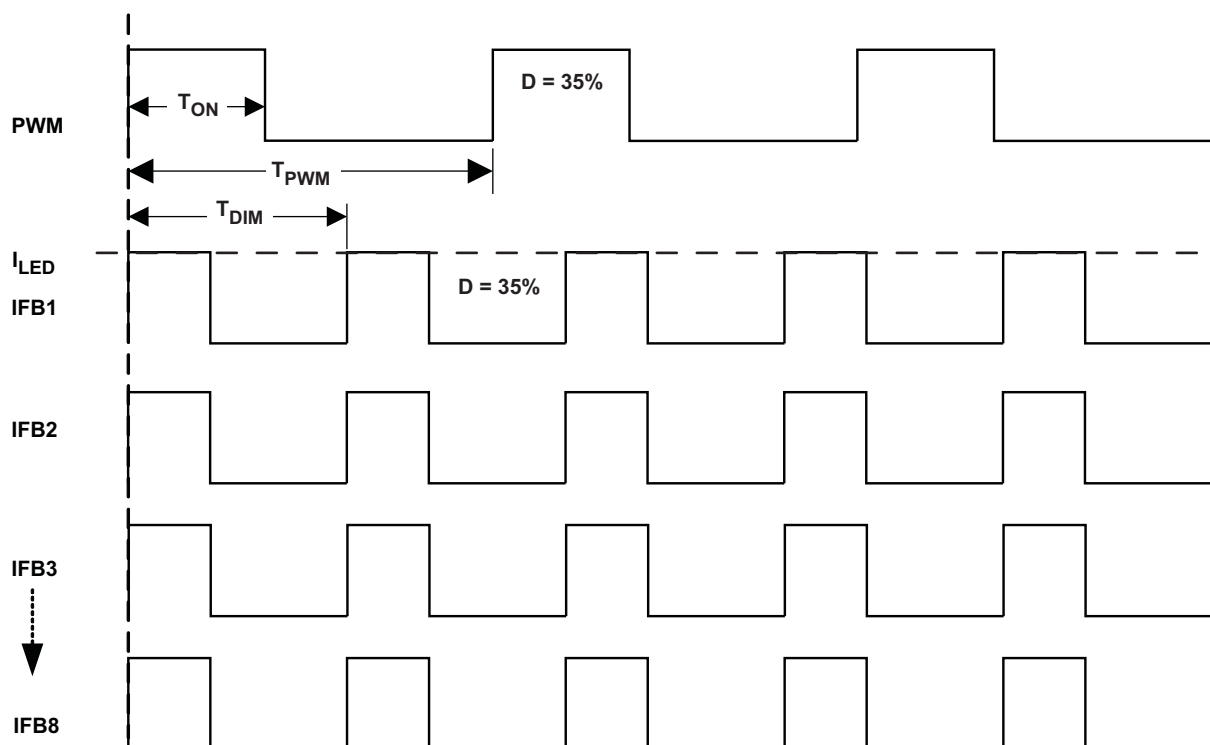 D = 35%
T_ON
PWM
T_PWM
T_DIM
I_LED
IFB1
D = 35%
IFB2
IFB3
IFB8